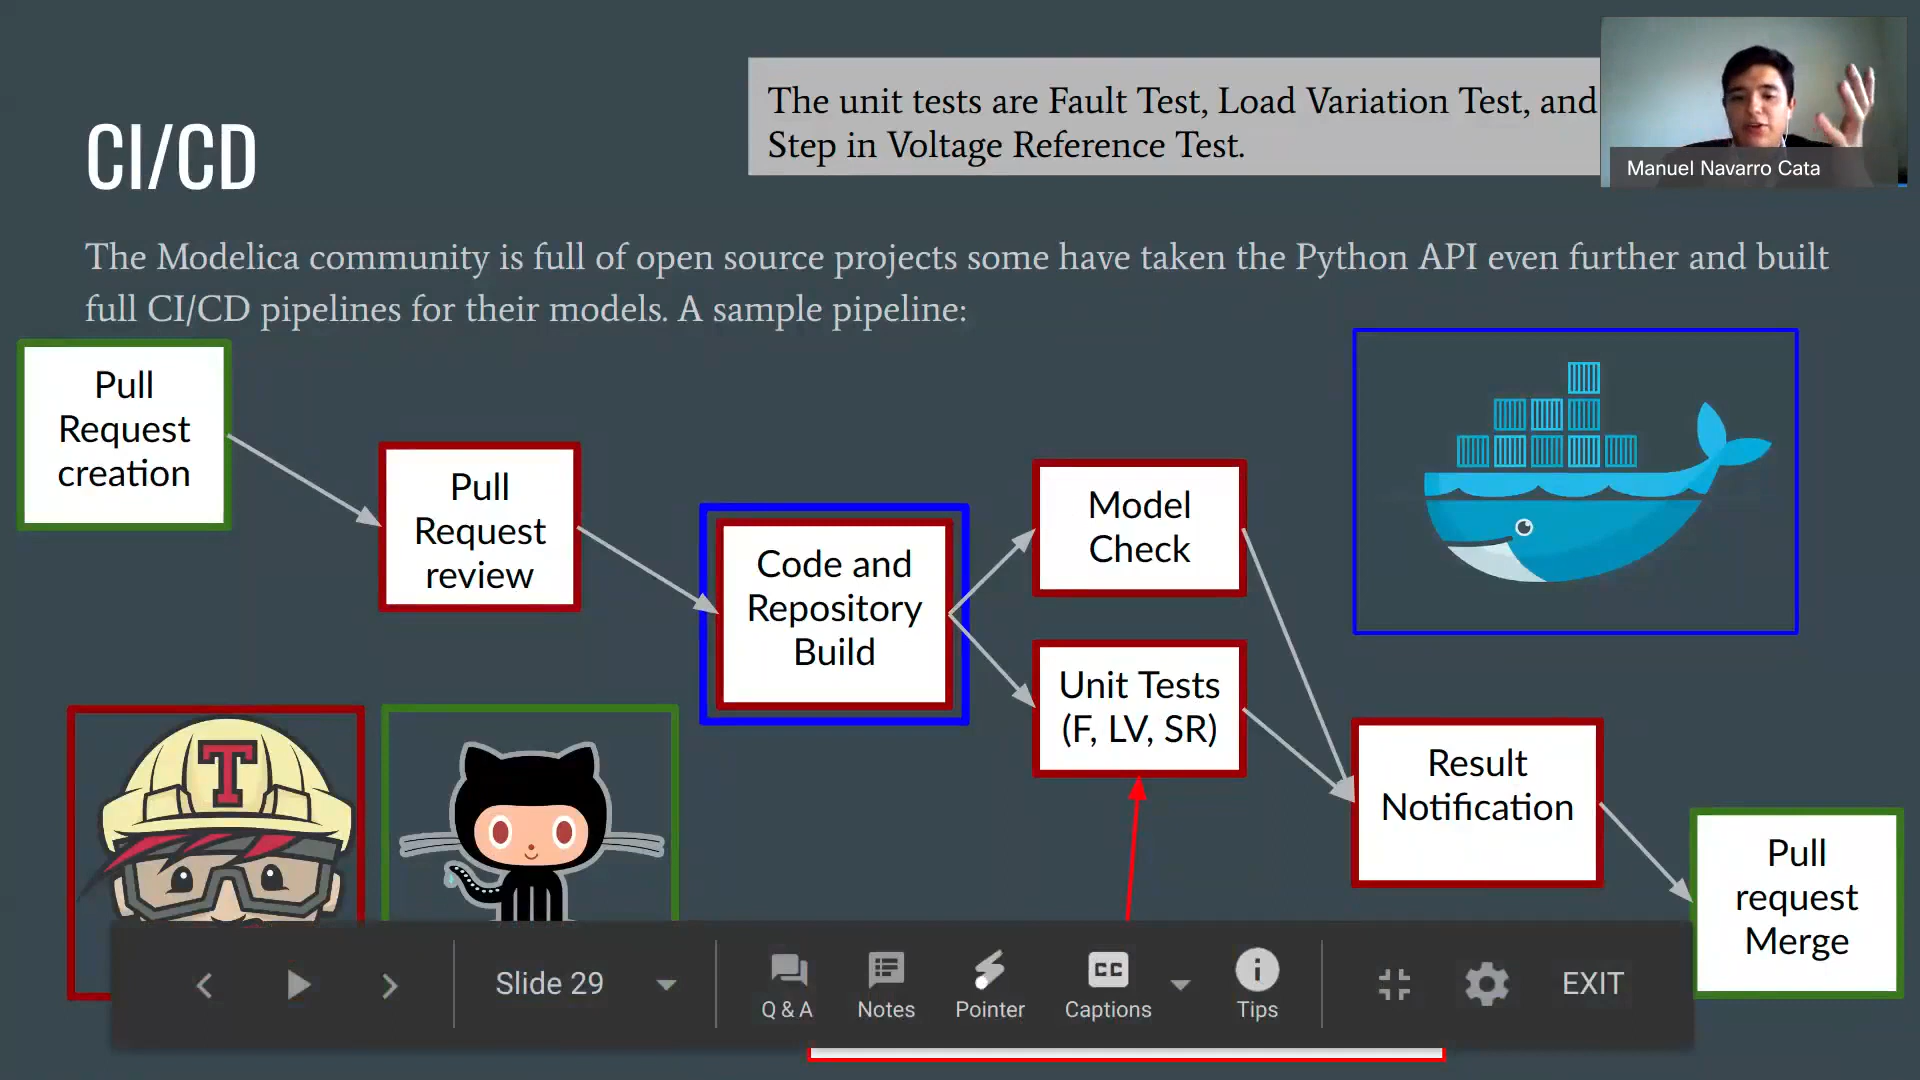 The unit tests are Fault Test, Load Variation Test, and
Step in Voltage Reference Test.
Manuel Navarro Cata
CI/CD
The Modelica community is full of open source projects some have taken the Python API even further and built
full CI/CD pipelines for their models. A sample pipeline:
Pull
Request
creation
Pull
Request
review
Code and
Repository
Build
Model
Check
Unit Tests
(F, LV, SR)
Result
Notification
Pull
request
Merge
T
Slide 29
Q & A
Notes
Pointer
CC
Captions
Tips
EXIT